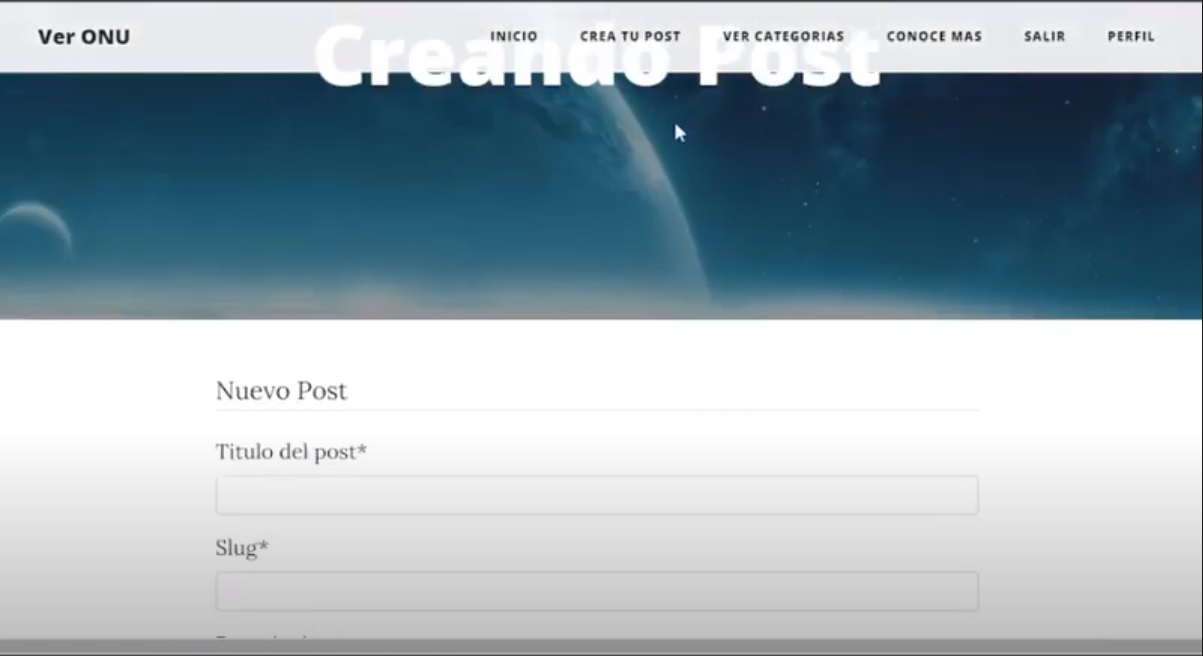 Ver ONU
INICIO CREA TU POST VER CATEGORIAS CONOCE MAS SALIR PERFIL
Creando Post
Nuevo Post
Titulo del post*
Slug*